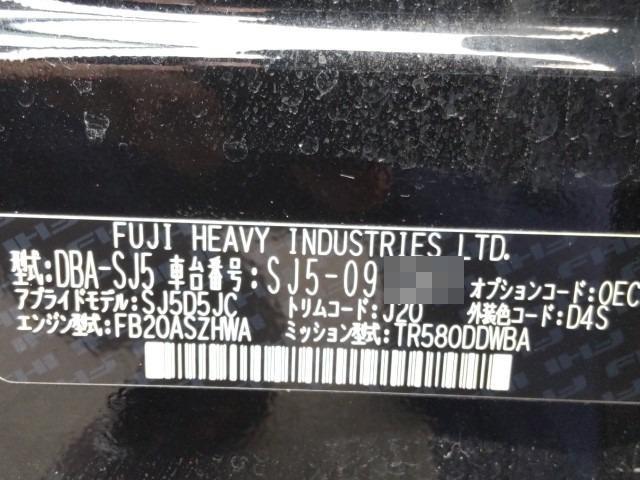 FUJI HEAVY INDUSTRIES LTD.
型式:DBA-SJ5 車台番号:SJ5-09 オプションコード:OEC
アプライドモデル:SJ5D5JC トリムコード:J20 外装色コード:D4S
エンジン型式:FB20ASZHWA ミッション型式:TR580DDWBA